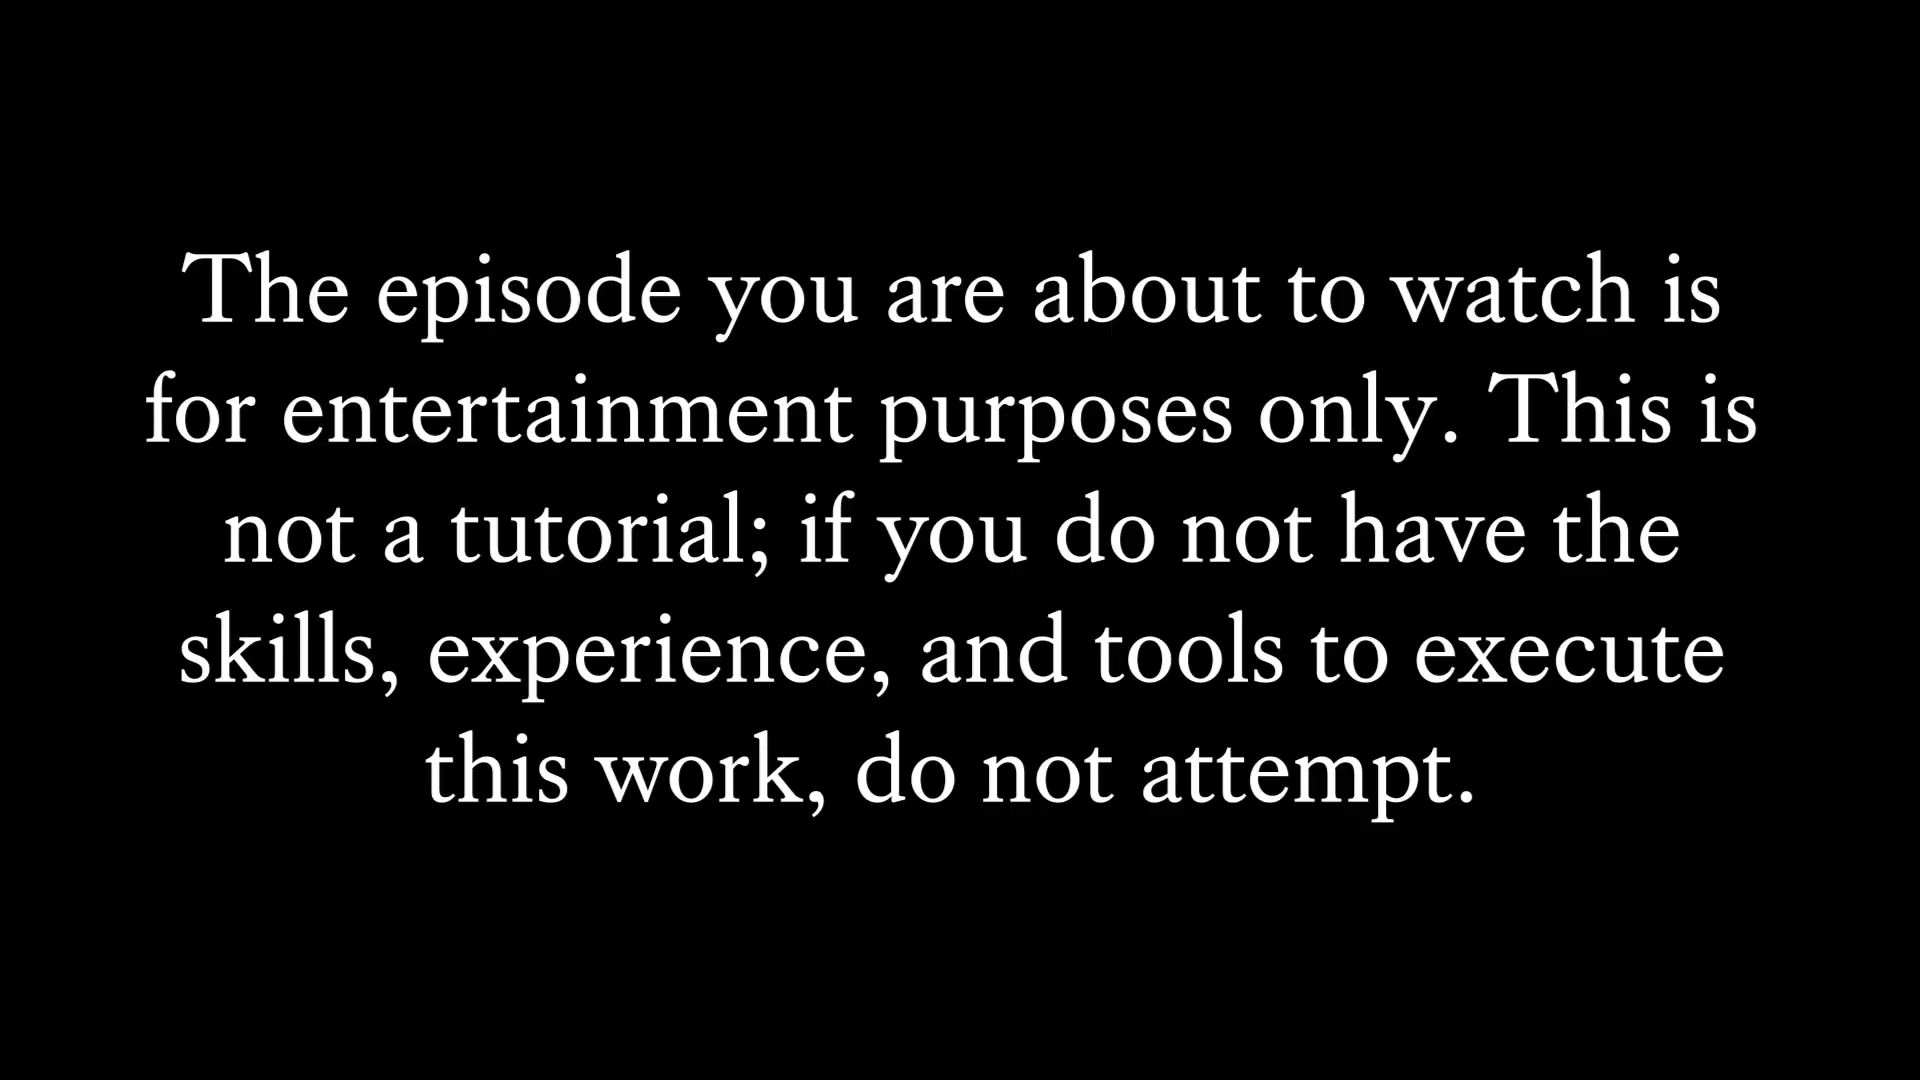 The episode you are about to watch is
for entertainment purposes only. This is
not a tutorial; if you do not have the
skills, experience, and tools to execute
this work, do not attempt.